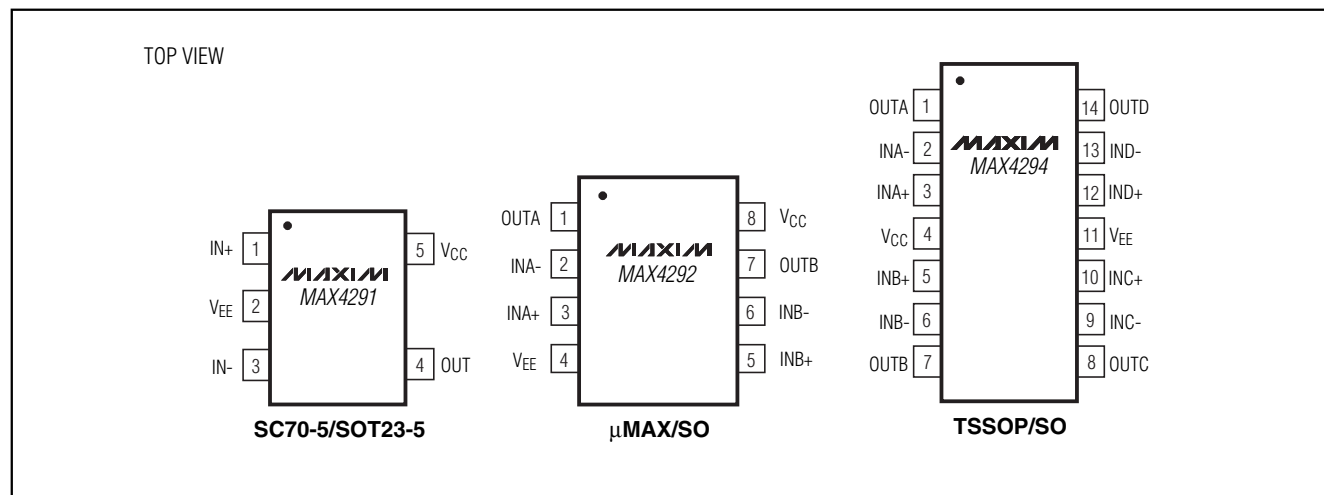 TOP VIEW
IN+ 1
VEE 2
IN- 3
5 VCC
4 OUT
MAXIM
MAX4291
SC70-5/SOT23-5
OUTA 1
INA- 2
INA+ 3
VEE 4
8 VCC
7 OUTB
6 INB-
5 INB+
MAXIM
MAX4292
µMAX/SO
OUTA 1
INA- 2
INA+ 3
VCC 4
INB+ 5
INB- 6
OUTB 7
14 OUTD
13 IND-
12 IND+
11 VEE
10 INC+
9 INC-
8 OUTC
MAXIM
MAX4294
TSSOP/SO